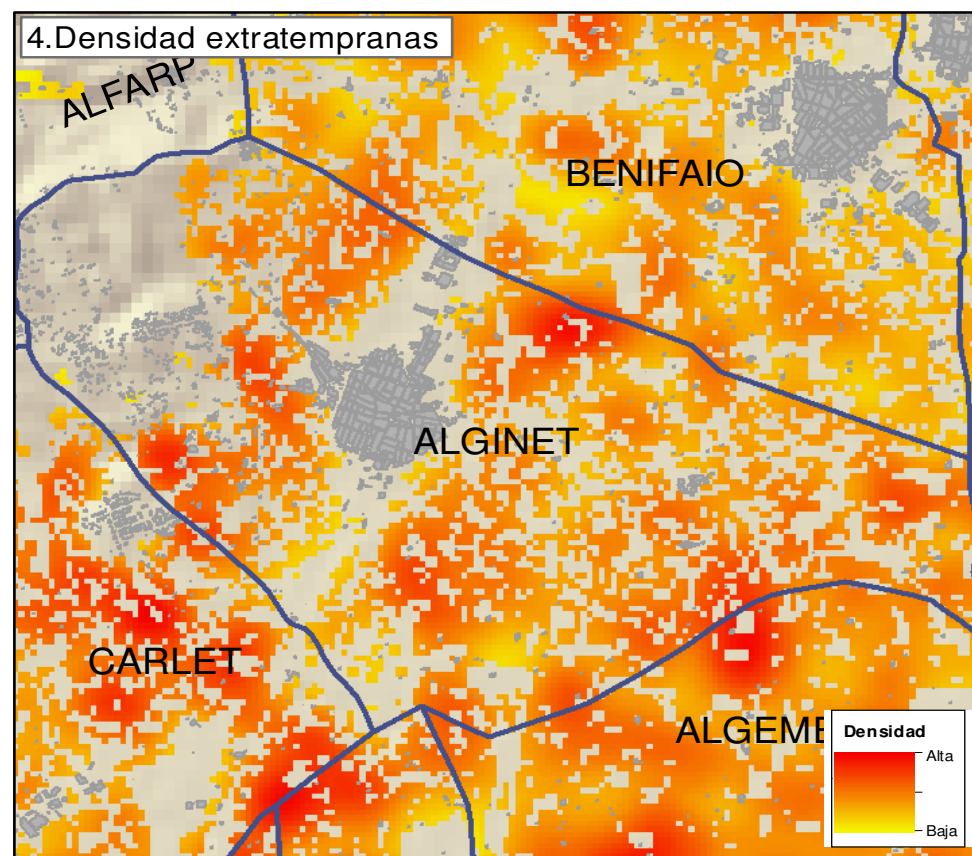 4.Densidad extratempranas
ALFARP
BENIFAIO
ALGINET
CARLET
ALGEME
Densidad
Alta
Baja